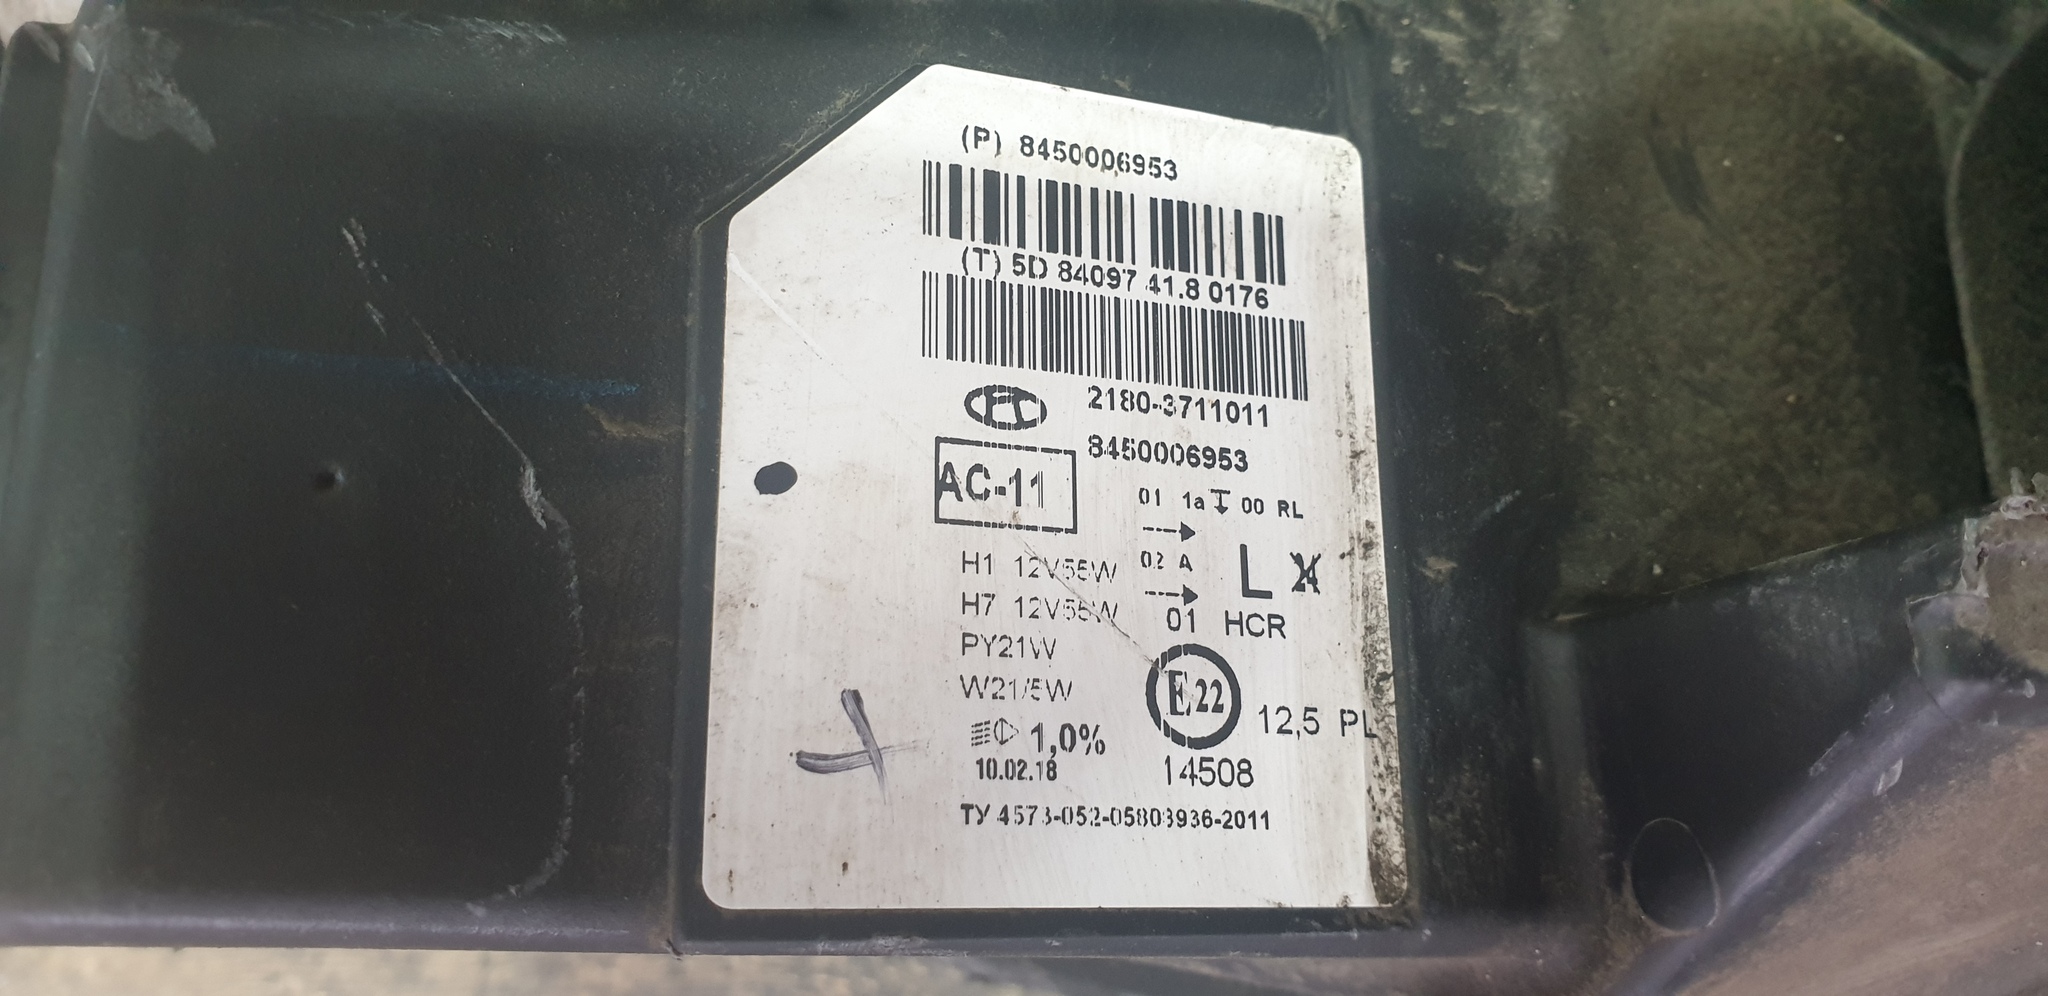 (P) 8450006953
(T) 5D 84097 41.8 0176
2180-3711011
8450006953
AC-11
01 1a 00 RL
02 A L
01 HCR
H1 12V55W
H7 12V55W
PY21W
W21/5W
E22 12,5 PL
1,0%
10.02.18 14508
ТУ 4573-052-05808936-2011